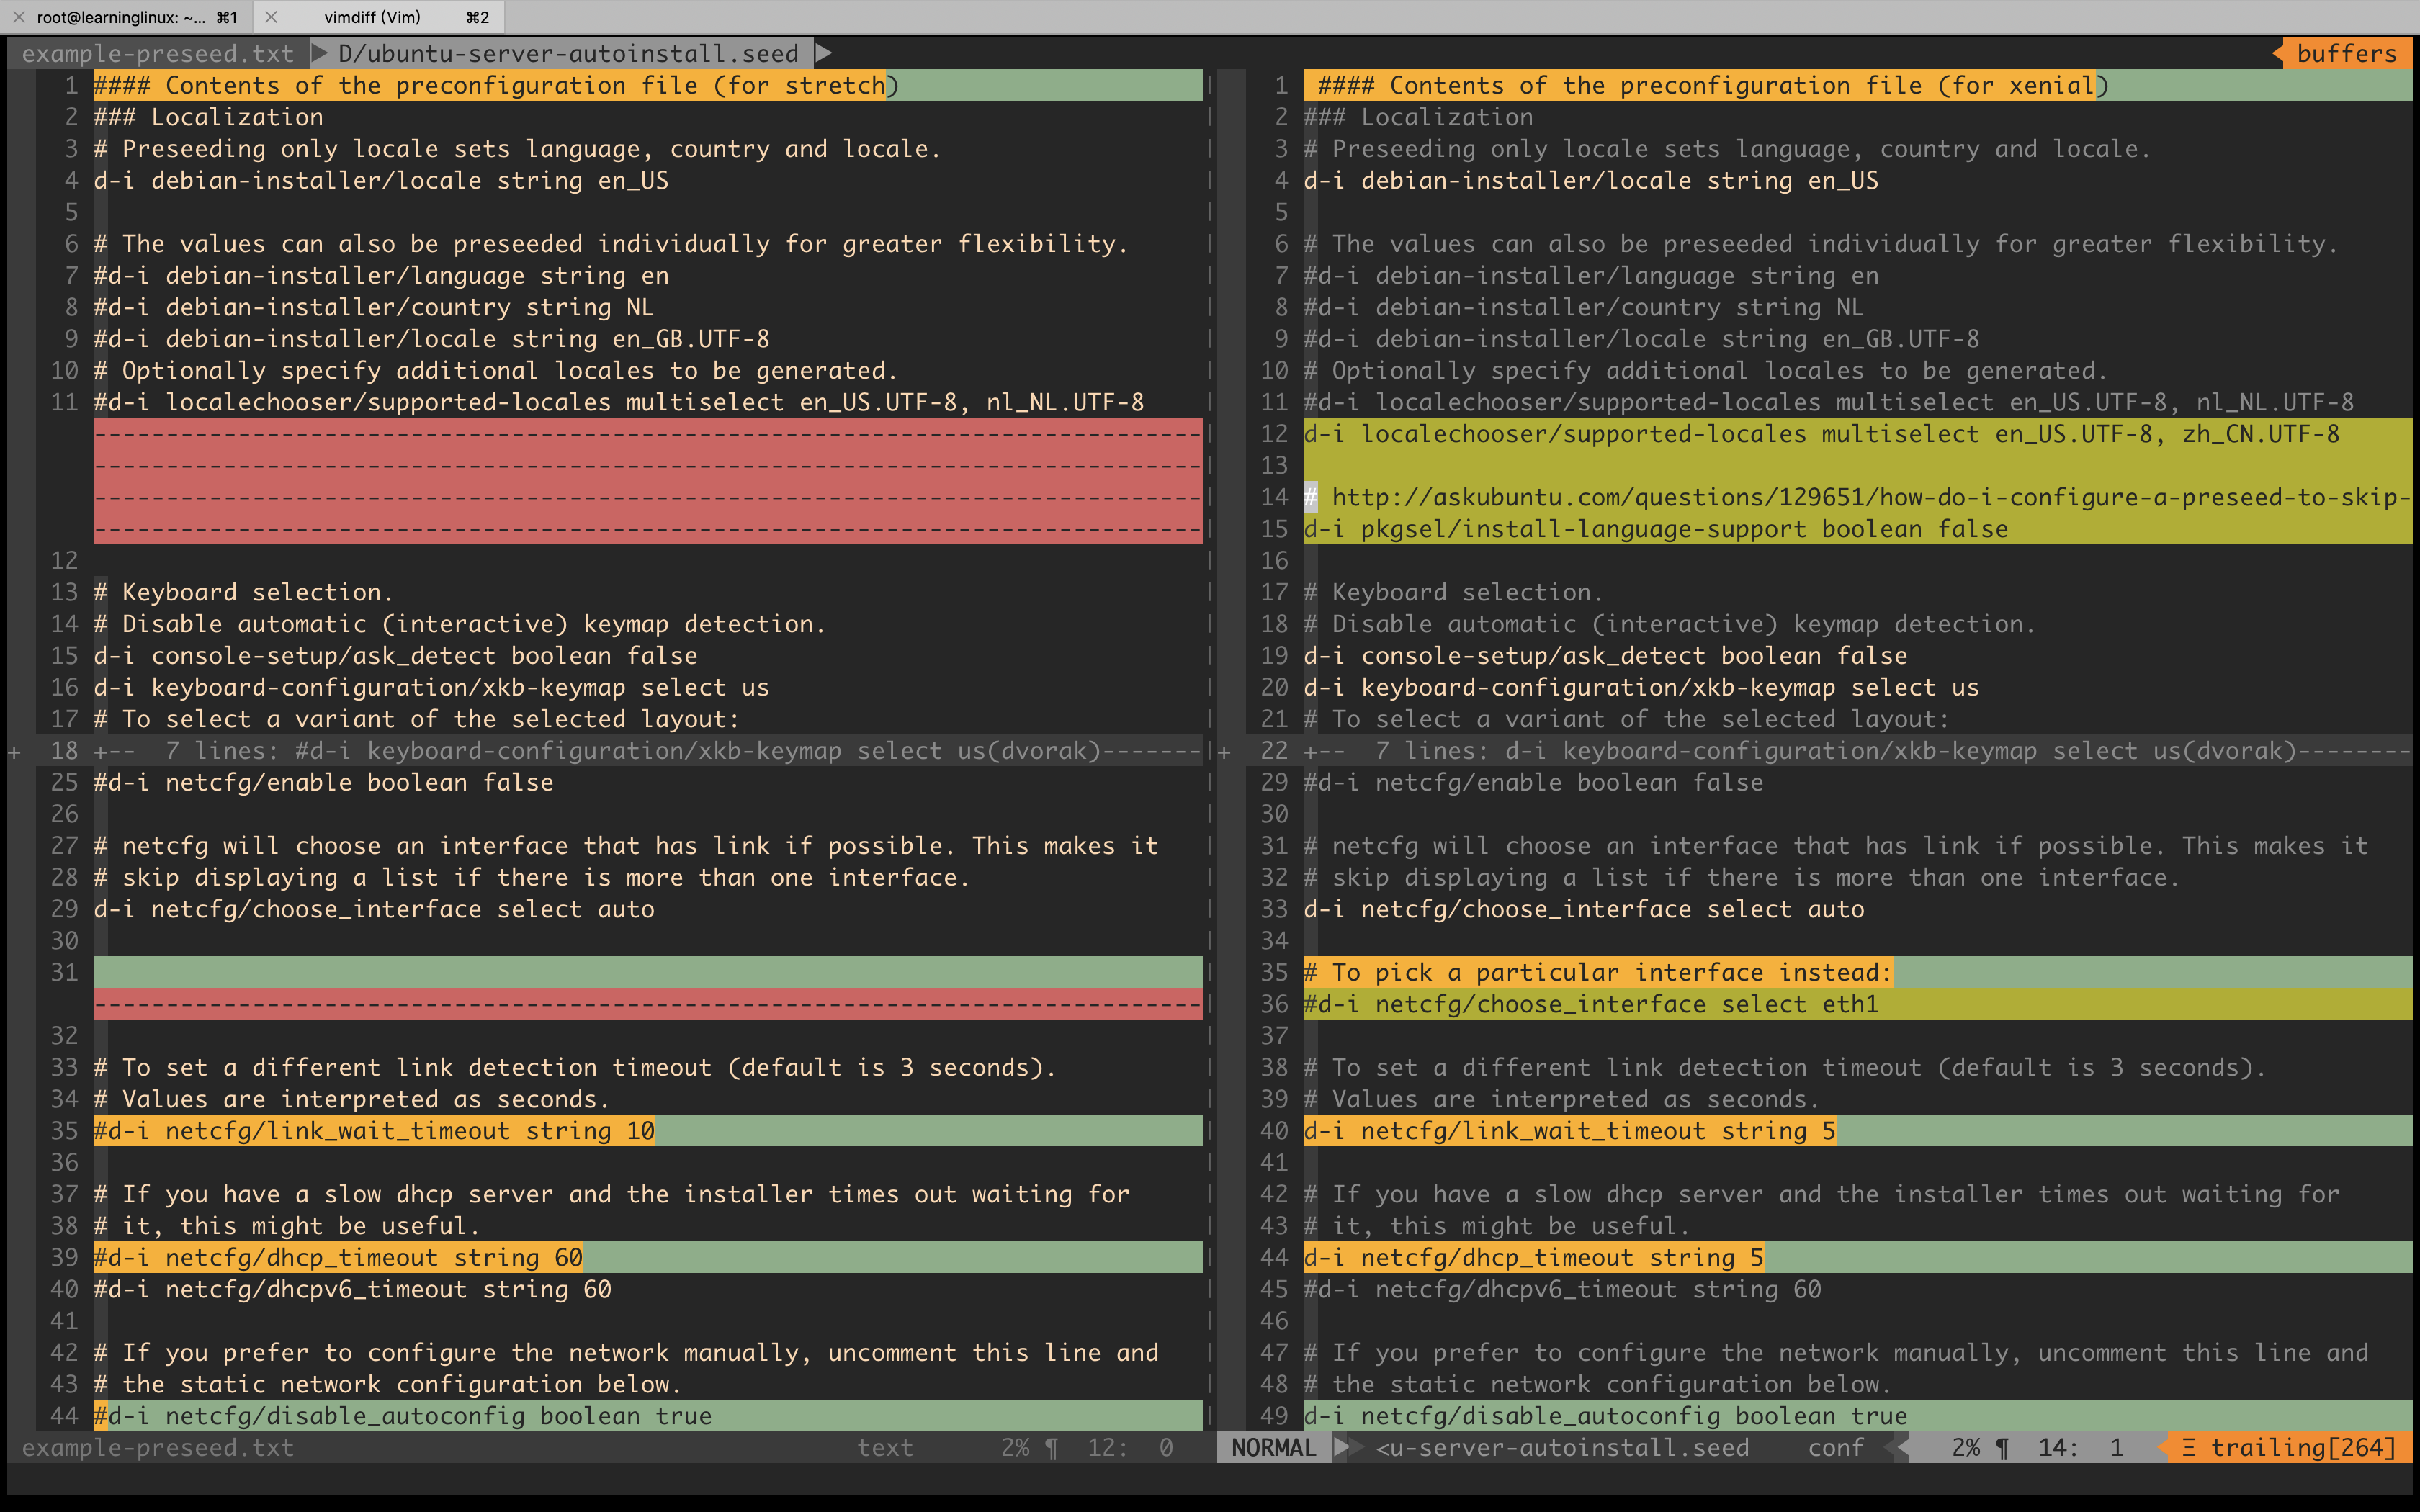 root@learninglinux: ~... ⌘1
vimdiff (Vim) ⌘2
example-preseed.txt D/ubuntu-server-autoinstall.seed buffers
1 #### Contents of the preconfiguration file (for stretch)
2 ### Localization
3 # Preseeding only locale sets language, country and locale.
4 d-i debian-installer/locale string en_US
5
6 # The values can also be preseeded individually for greater flexibility.
7 #d-i debian-installer/language string en
8 #d-i debian-installer/country string NL
9 #d-i debian-installer/locale string en_GB.UTF-8
10 # Optionally specify additional locales to be generated.
11 #d-i localechooser/supported-locales multiselect en_US.UTF-8, nl_NL.UTF-8
12
13 # Keyboard selection.
14 # Disable automatic (interactive) keymap detection.
15 d-i console-setup/ask_detect boolean false
16 d-i keyboard-configuration/xkb-keymap select us
17 # To select a variant of the selected layout:
+ 18 +--  7 lines: #d-i keyboard-configuration/xkb-keymap select us(dvorak)-------
25 #d-i netcfg/enable boolean false
26
27 # netcfg will choose an interface that has link if possible. This makes it
28 # skip displaying a list if there is more than one interface.
29 d-i netcfg/choose_interface select auto
30
31
32
33 # To set a different link detection timeout (default is 3 seconds).
34 # Values are interpreted as seconds.
35 #d-i netcfg/link_wait_timeout string 10
36
37 # If you have a slow dhcp server and the installer times out waiting for
38 # it, this might be useful.
39 #d-i netcfg/dhcp_timeout string 60
40 #d-i netcfg/dhcpv6_timeout string 60
41
42 # If you prefer to configure the network manually, uncomment this line and
43 # the static network configuration below.
44 #d-i netcfg/disable_autoconfig boolean true
example-preseed.txt text 2% ¶ 12: 0
1  #### Contents of the preconfiguration file (for xenial)
2 ### Localization
3 # Preseeding only locale sets language, country and locale.
4 d-i debian-installer/locale string en_US
5
6 # The values can also be preseeded individually for greater flexibility.
7 #d-i debian-installer/language string en
8 #d-i debian-installer/country string NL
9 #d-i debian-installer/locale string en_GB.UTF-8
10 # Optionally specify additional locales to be generated.
11 #d-i localechooser/supported-locales multiselect en_US.UTF-8, nl_NL.UTF-8
12 d-i localechooser/supported-locales multiselect en_US.UTF-8, zh_CN.UTF-8
13
14 # http://askubuntu.com/questions/129651/how-do-i-configure-a-preseed-to-skip-
15 d-i pkgsel/install-language-support boolean false
16
17 # Keyboard selection.
18 # Disable automatic (interactive) keymap detection.
19 d-i console-setup/ask_detect boolean false
20 d-i keyboard-configuration/xkb-keymap select us
21 # To select a variant of the selected layout:
+ 22 +--  7 lines: d-i keyboard-configuration/xkb-keymap select us(dvorak)--------
29 #d-i netcfg/enable boolean false
30
31 # netcfg will choose an interface that has link if possible. This makes it
32 # skip displaying a list if there is more than one interface.
33 d-i netcfg/choose_interface select auto
34
35 # To pick a particular interface instead:
36 #d-i netcfg/choose_interface select eth1
37
38 # To set a different link detection timeout (default is 3 seconds).
39 # Values are interpreted as seconds.
40 d-i netcfg/link_wait_timeout string 5
41
42 # If you have a slow dhcp server and the installer times out waiting for
43 # it, this might be useful.
44 d-i netcfg/dhcp_timeout string 5
45 #d-i netcfg/dhcpv6_timeout string 60
46
47 # If you prefer to configure the network manually, uncomment this line and
48 # the static network configuration below.
49 d-i netcfg/disable_autoconfig boolean true
NORMAL <u-server-autoinstall.seed conf 2% ¶ 14: 1 Ξ trailing[264]